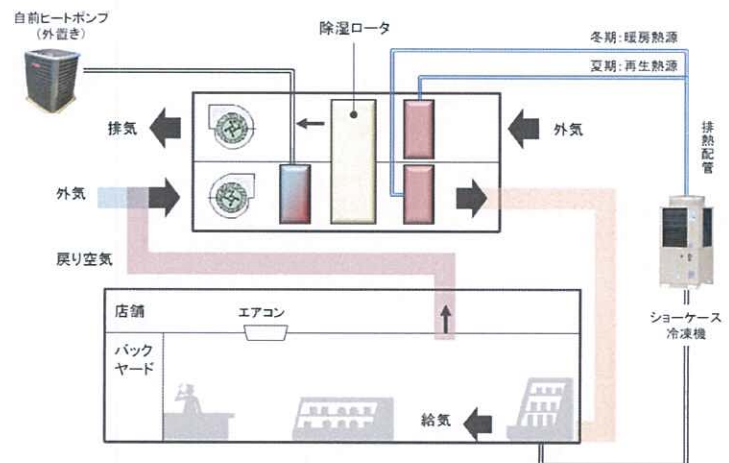 自前ヒートポンプ
(外置き)
除湿ロータ
冬期:暖房熱源
夏期:再生熱源
排気
外気
排熱配管
外気
戻り空気
店舗
エアコン
バック
ヤード
給気
ショーケース
冷凍機